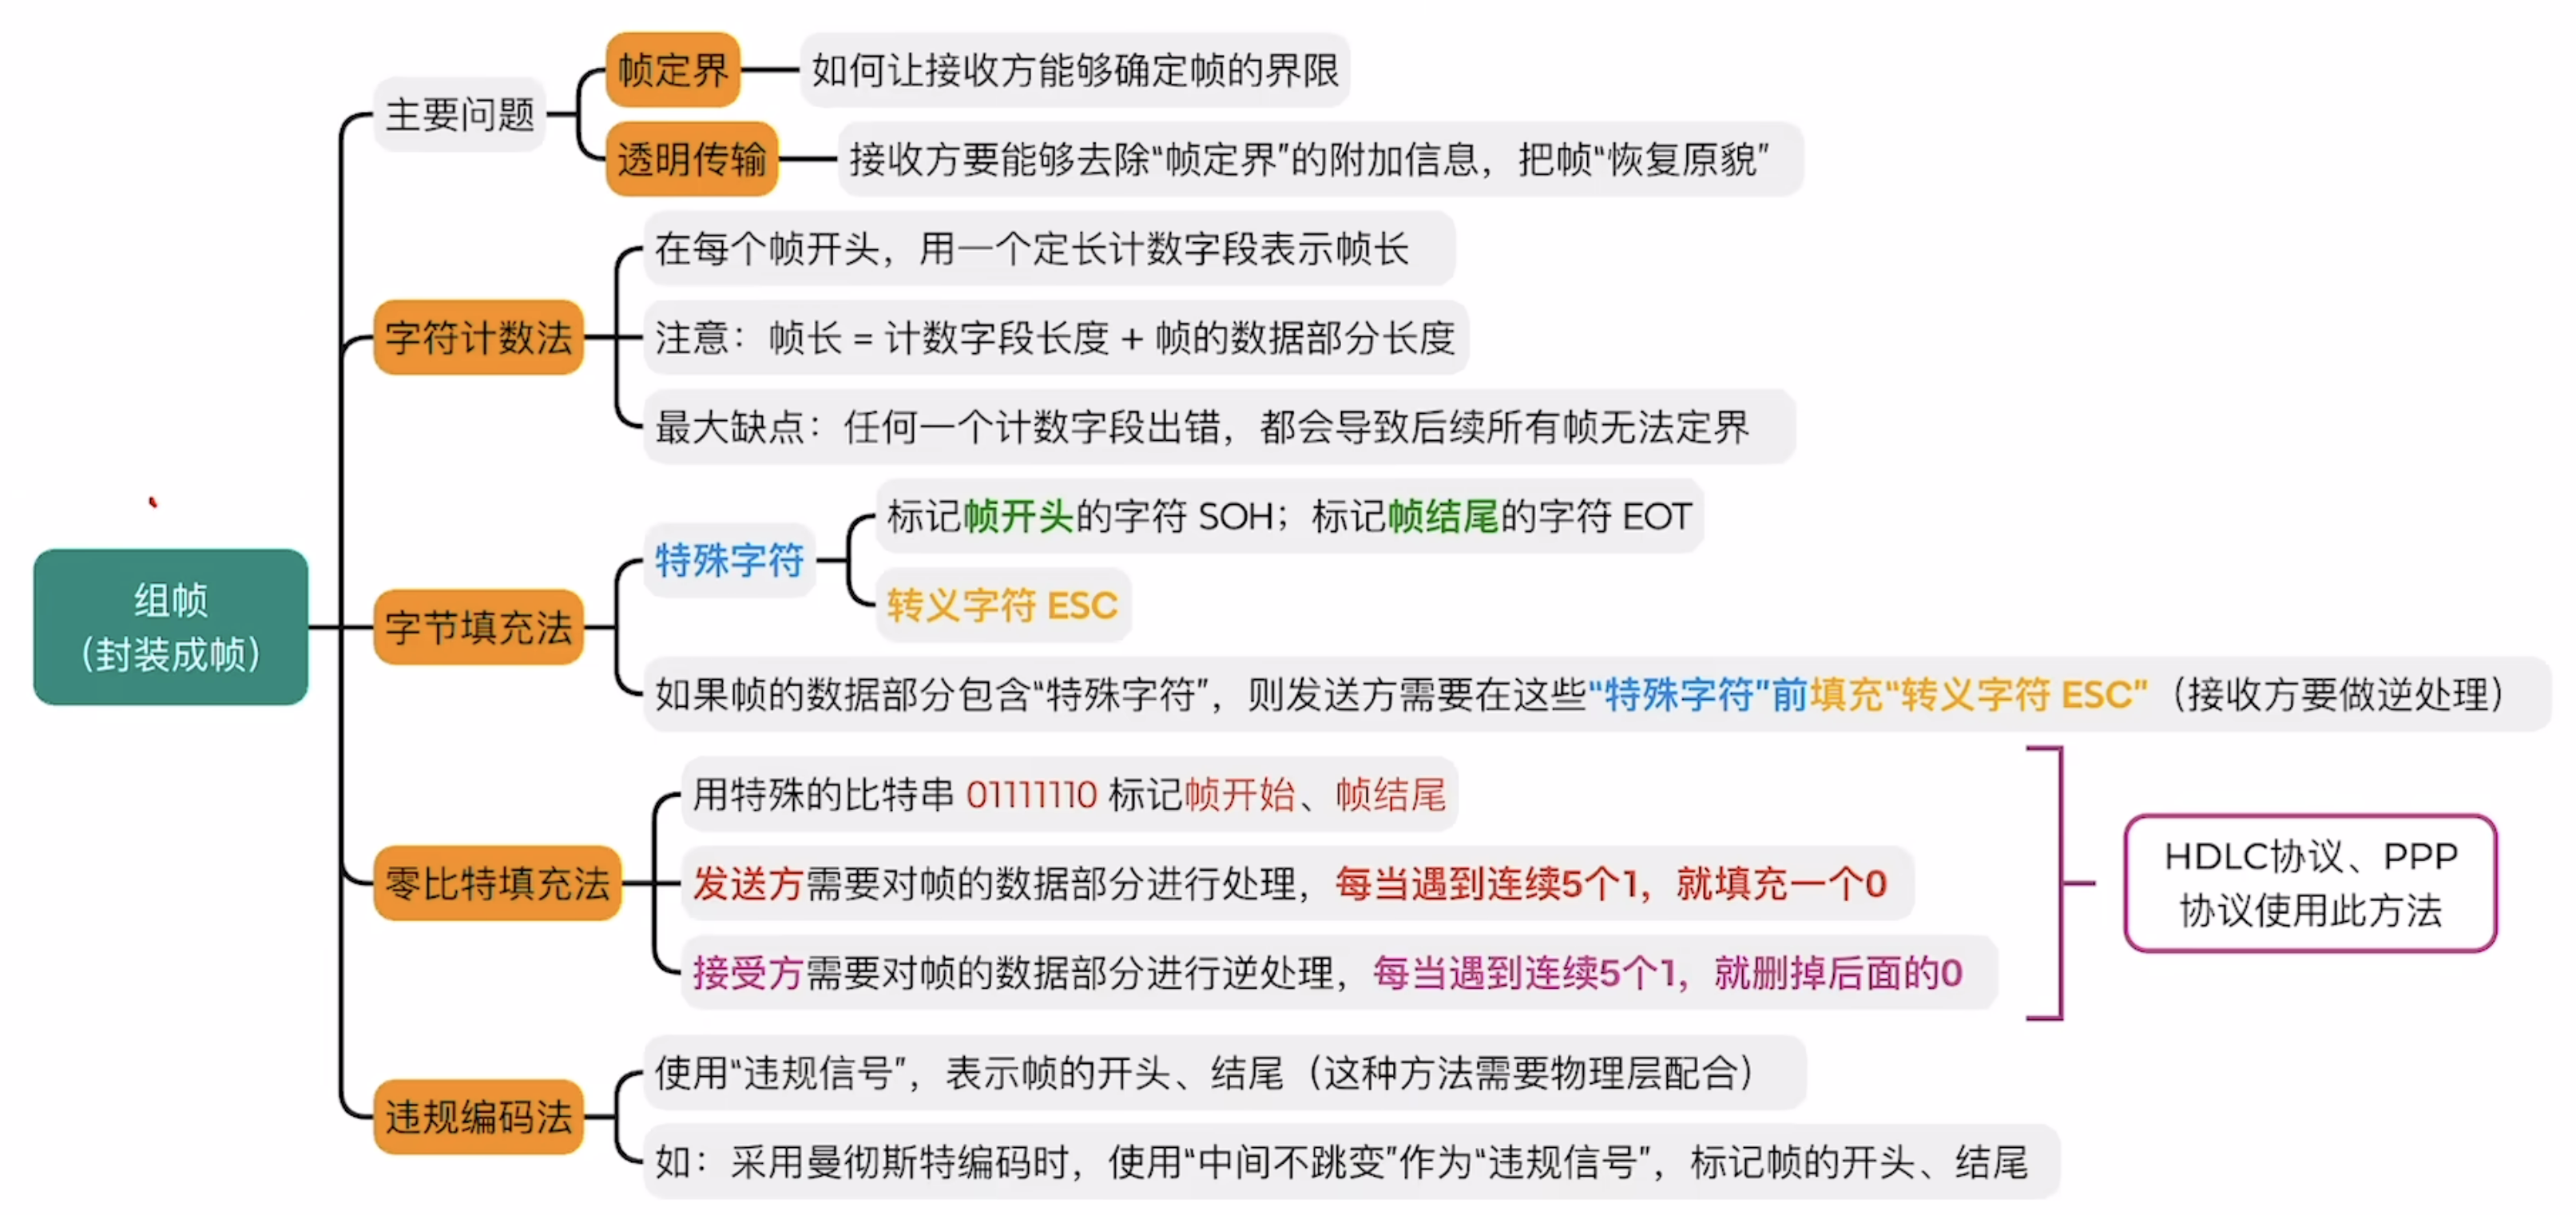 主要问题
帧定界
如何让接收方能够确定帧的界限
透明传输
接收方要能够去除“帧定界”的附加信息，把帧“恢复原貌”
字符计数法
在每个帧开头，用一个定长计数字段表示帧长
注意：帧长 = 计数字段长度 + 帧的数据部分长度
最大缺点：任何一个计数字段出错，都会导致后续所有帧无法定界
组帧
（封装成帧）
字节填充法
特殊字符
标记帧开头的字符 SOH；标记帧结尾的字符 EOT
转义字符 ESC
如果帧的数据部分包含“特殊字符”，则发送方需要在这些“特殊字符”前填充“转义字符 ESC”（接收方要做逆处理）
零比特填充法
用特殊的比特串 01111110 标记帧开始、帧结尾
发送方需要对帧的数据部分进行处理，每当遇到连续5个1，就填充一个0
接受方需要对帧的数据部分进行逆处理，每当遇到连续5个1，就删掉后面的0
HDLC协议、PPP
协议使用此方法
违规编码法
使用“违规信号”，表示帧的开头、结尾（这种方法需要物理层配合）
如：采用曼彻斯特编码时，使用“中间不跳变”作为“违规信号”，标记帧的开头、结尾